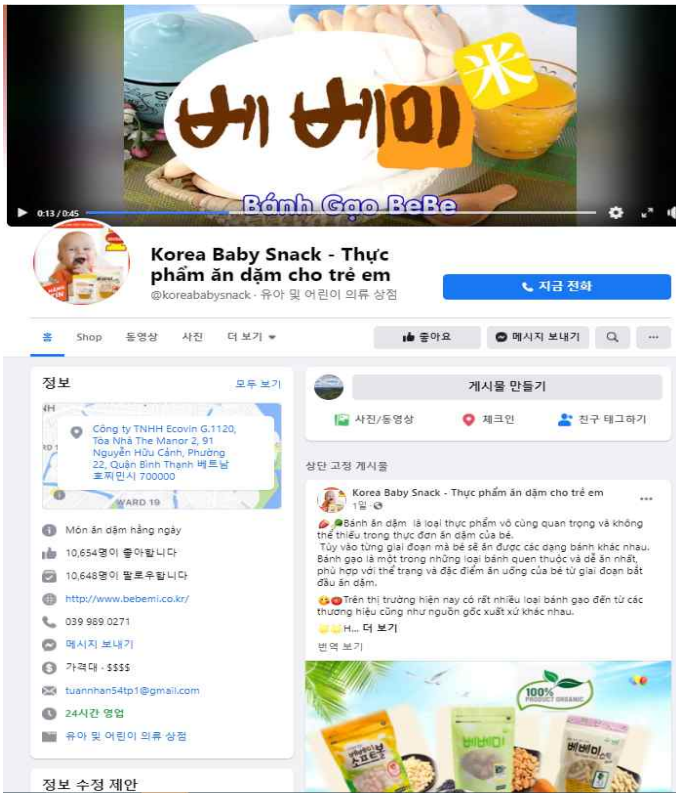 베베미
米
Bánh Gạo BeBe
0:13 / 0:45
Korea Baby Snack - Thực
phẩm ăn dặm cho trẻ em
@koreababysnack · 유아 및 어린이 의류 상점
지금 전화
홈 Shop 동영상 사진 더 보기
좋아요 메시지 보내기
정보 모두 보기
Công ty TNHH Ecovin G.1120,
Tòa Nhà The Manor 2, 91
Nguyễn Hữu Cảnh, Phường
22, Quận Bình Thạnh 베트남
호찌민시 700000
WARD 19
Món ăn dặm hằng ngày
10,654명이 좋아합니다
10,648명이 팔로우합니다
http://www.bebemi.co.kr/
039 989 0271
메시지 보내기
가격대 · $$$$
tuannhan54tp1@gmail.com
24시간 영업
유아 및 어린이 의류 상점
정보 수정 제안
게시물 만들기
사진/동영상 체크인 친구 태그하기
상단 고정 게시물
Korea Baby Snack - Thực phẩm ăn dặm cho trẻ em
1일
Bánh ăn dặm là loại thực phẩm vô cùng quan trọng và không
thể thiếu trong thực đơn ăn dặm của bé.
Tùy vào từng giai đoạn mà bé sẽ ăn được các dạng bánh khác nhau.
Bánh gạo là một trong những loại bánh quen thuộc và dễ ăn nhất,
phù hợp với thể trạng và đặc điểm ăn uống của bé từ giai đoạn bắt
đầu ăn dặm.
Trên thị trường hiện nay có rất nhiều loại bánh gạo đến từ các
thương hiệu cũng như nguồn gốc xuất xứ khác nhau.
H... 더 보기
번역 보기
100%
PRODUCT ORGANIC
베베미
소프트볼
베베미
베베미